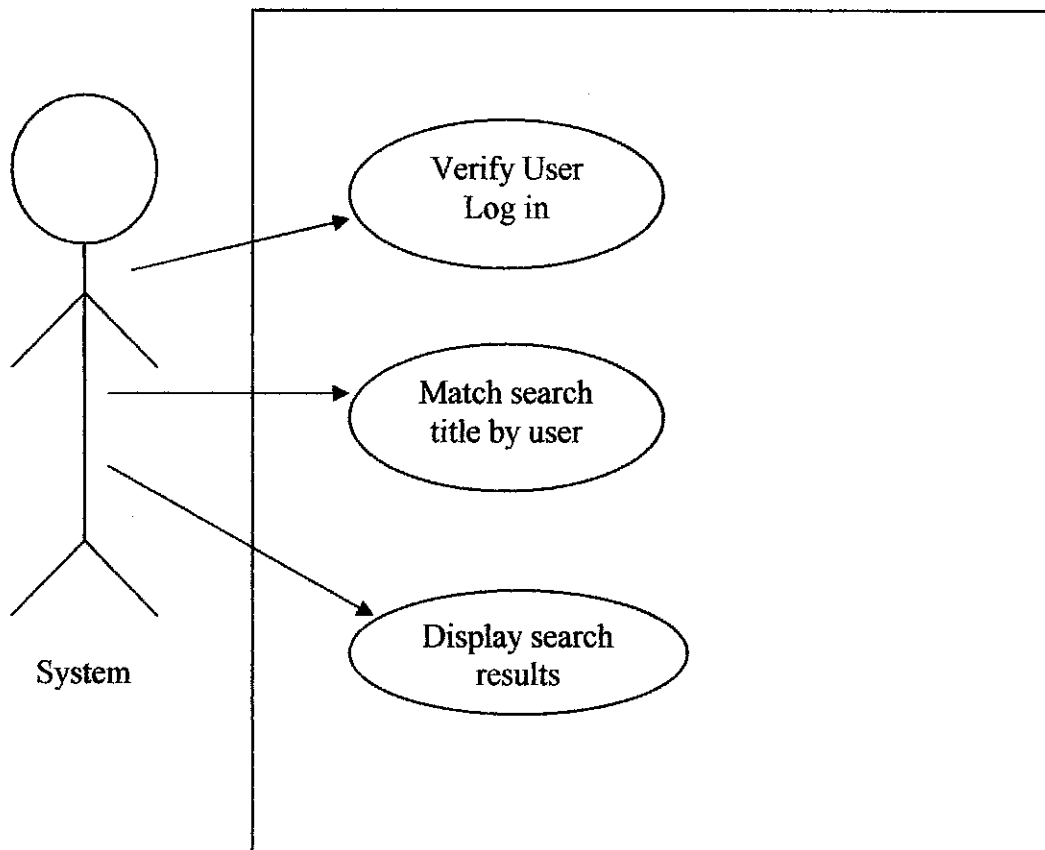 Verify User
Log in
Match search
title by user
Display search
results
System